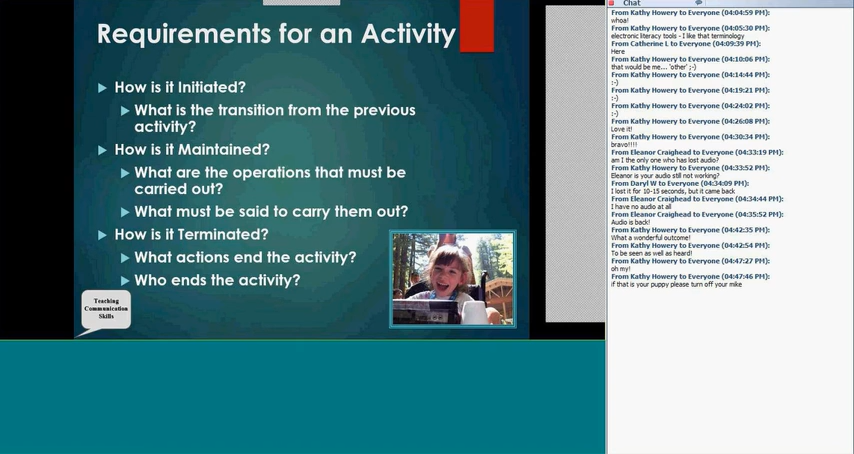 Requirements for an Activity
How is it Initiated?
What is the transition from the previous
activity?
How is it Maintained?
What are the operations that must be
carried out?
What must be said to carry them out?
How is it Terminated?
What actions end the activity?
Who ends the activity?
Teaching
Communication
Skills
Chat
From Kathy Howery to Everyone (04:04:59 PM):
whoa!
From Kathy Howery to Everyone (04:05:30 PM):
electronic literacy tools - I like that terminology
From Catherine L to Everyone (04:09:39 PM):
Here
From Kathy Howery to Everyone (04:10:06 PM):
that would be me... 'other' ;-)
From Kathy Howery to Everyone (04:14:44 PM):
:-)
From Kathy Howery to Everyone (04:19:21 PM):
:-)
From Kathy Howery to Everyone (04:24:02 PM):
:-)
From Kathy Howery to Everyone (04:26:08 PM):
Love it!
From Kathy Howery to Everyone (04:30:34 PM):
bravo!!!!
From Eleanor Craighead to Everyone (04:33:19 PM):
am I the only one who has lost audio?
From Kathy Howery to Everyone (04:33:52 PM):
Eleanor is your audio still not working?
From Daryl W to Everyone (04:34:09 PM):
I lost it for 10-15 seconds, but it came back
From Eleanor Craighead to Everyone (04:34:44 PM):
I have no audio at all
From Eleanor Craighead to Everyone (04:35:52 PM):
Audio is back!
From Kathy Howery to Everyone (04:42:35 PM):
What a wonderful outcome!
From Kathy Howery to Everyone (04:42:54 PM):
To be seen as well as heard!
From Kathy Howery to Everyone (04:47:27 PM):
oh my!
From Kathy Howery to Everyone (04:47:46 PM):
if that is your puppy please turn off your mike